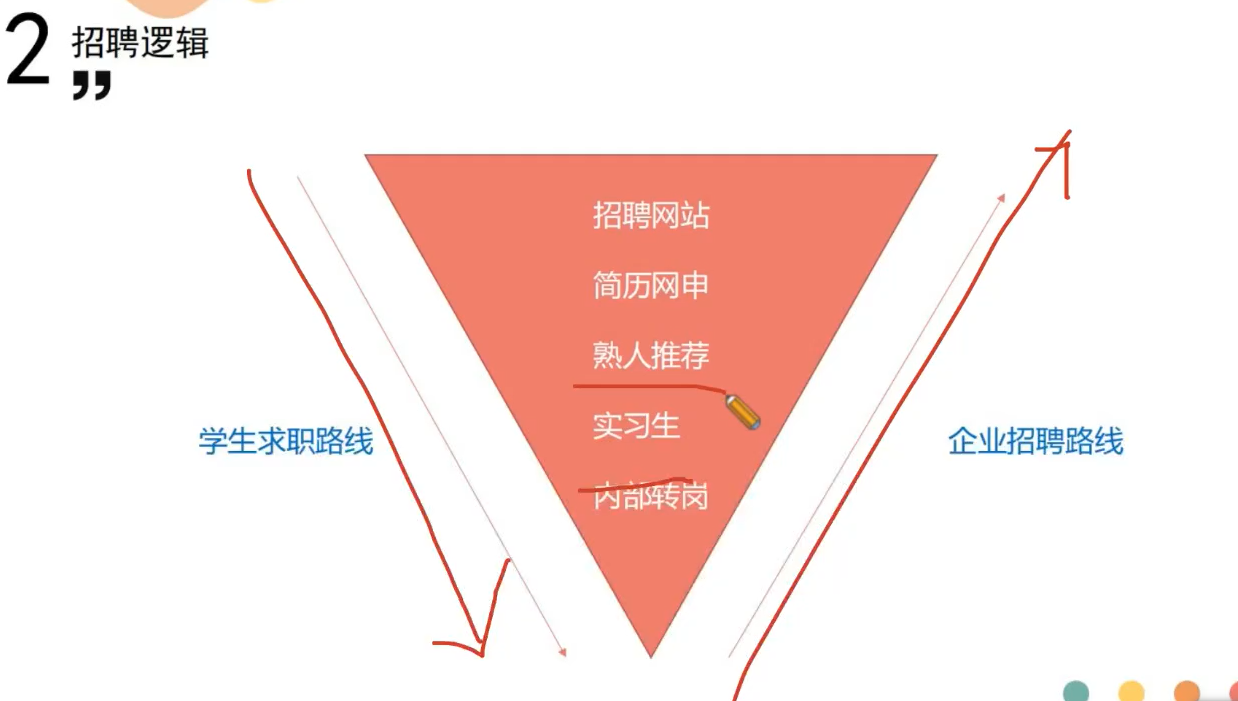 2 招聘逻辑
”
招聘网站
简历网申
熟人推荐
实习生
内部转岗
学生求职路线
企业招聘路线